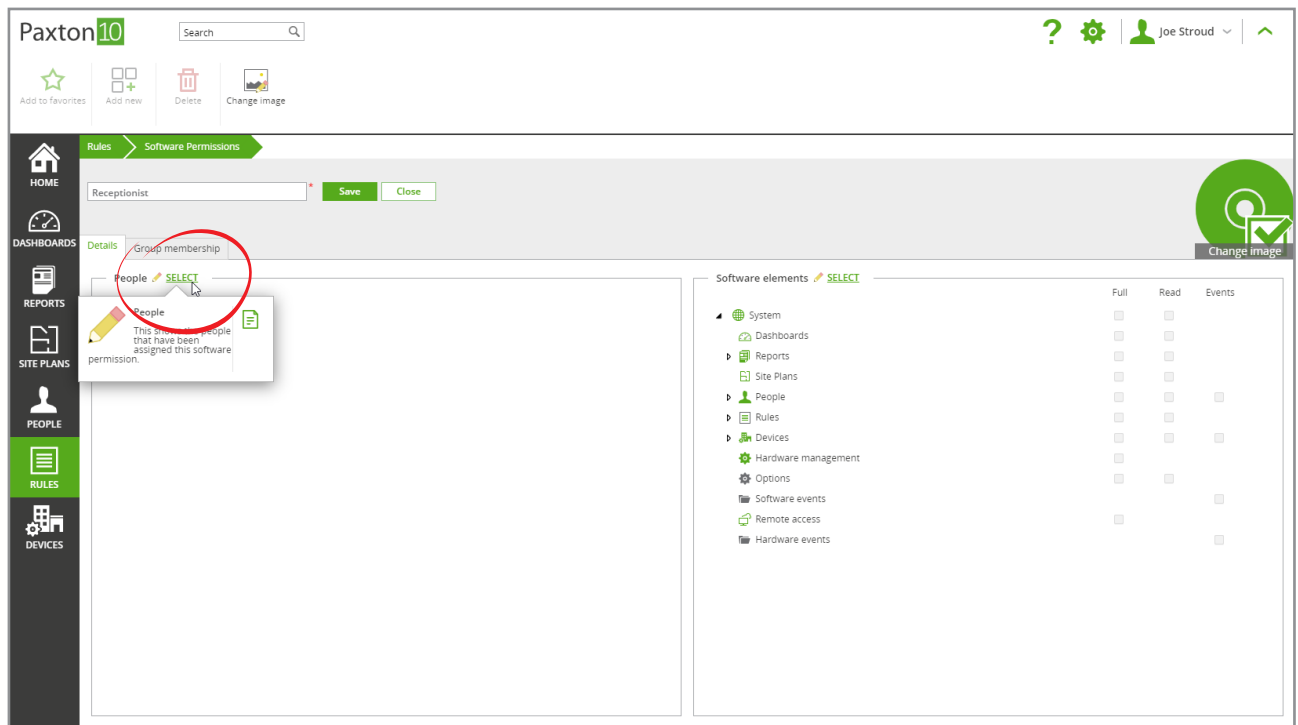 Paxton 10
Search
? Joe Stroud
Add to favorites Add new Delete Change image
HOME
DASHBOARDS
REPORTS
SITE PLANS
PEOPLE
RULES
DEVICES
Rules Software Permissions
Receptionist * Save Close
Change image
Details Group membership
People SELECT
People
This shows the people
that have been
assigned this software
permission.
Software elements SELECT
Full Read Events
System
Dashboards
Reports
Site Plans
People
Rules
Devices
Hardware management
Options
Software events
Remote access
Hardware events